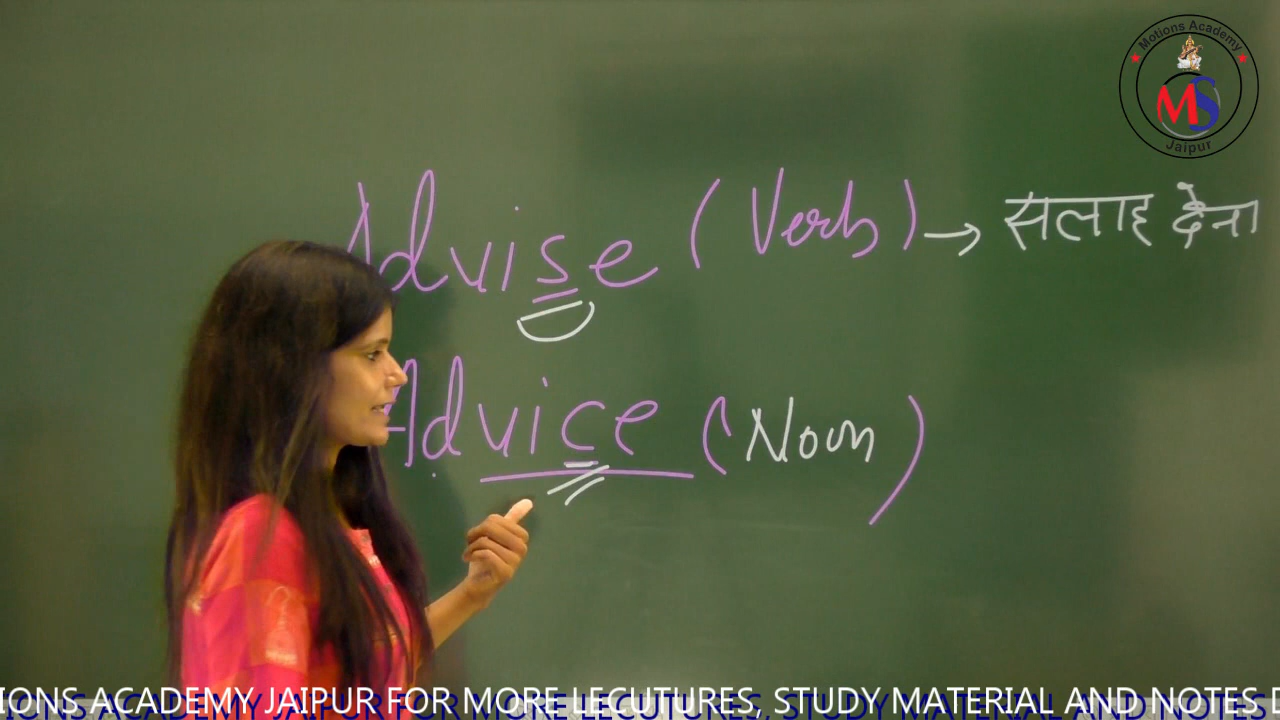 Motions Academy
MS
Jaipur
Advise (Verb) → सलाह देना
Advice (Noun)
IONS ACADEMY JAIPUR FOR MORE LECUTURES, STUDY MATERIAL AND NOTES